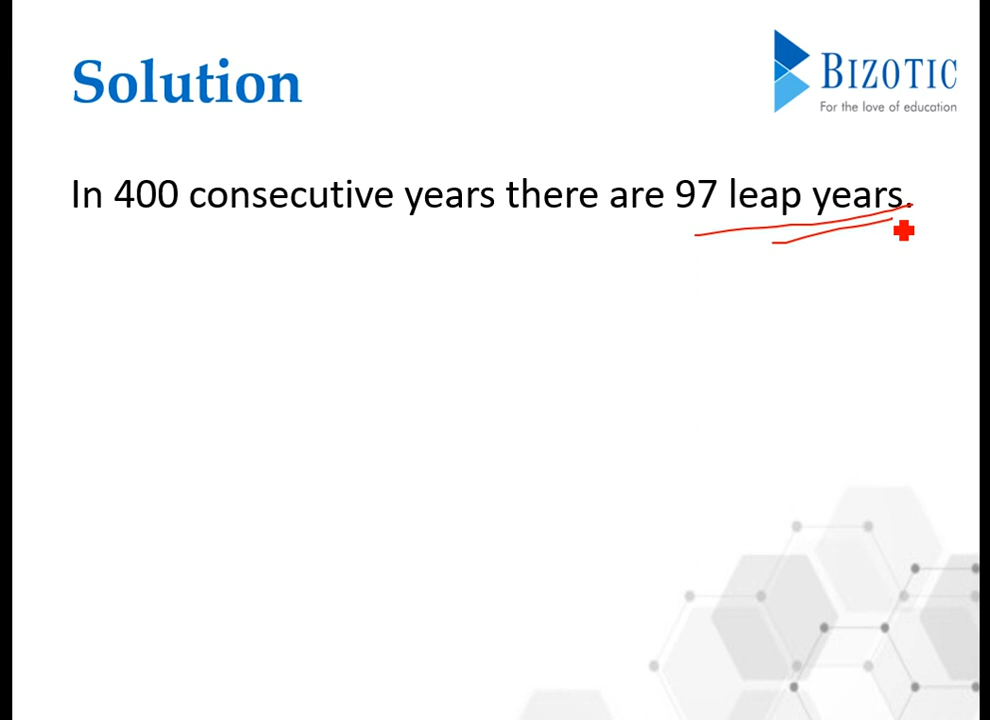 Solution
BIZOTIC
For the love of education
In 400 consecutive years there are 97 leap years.